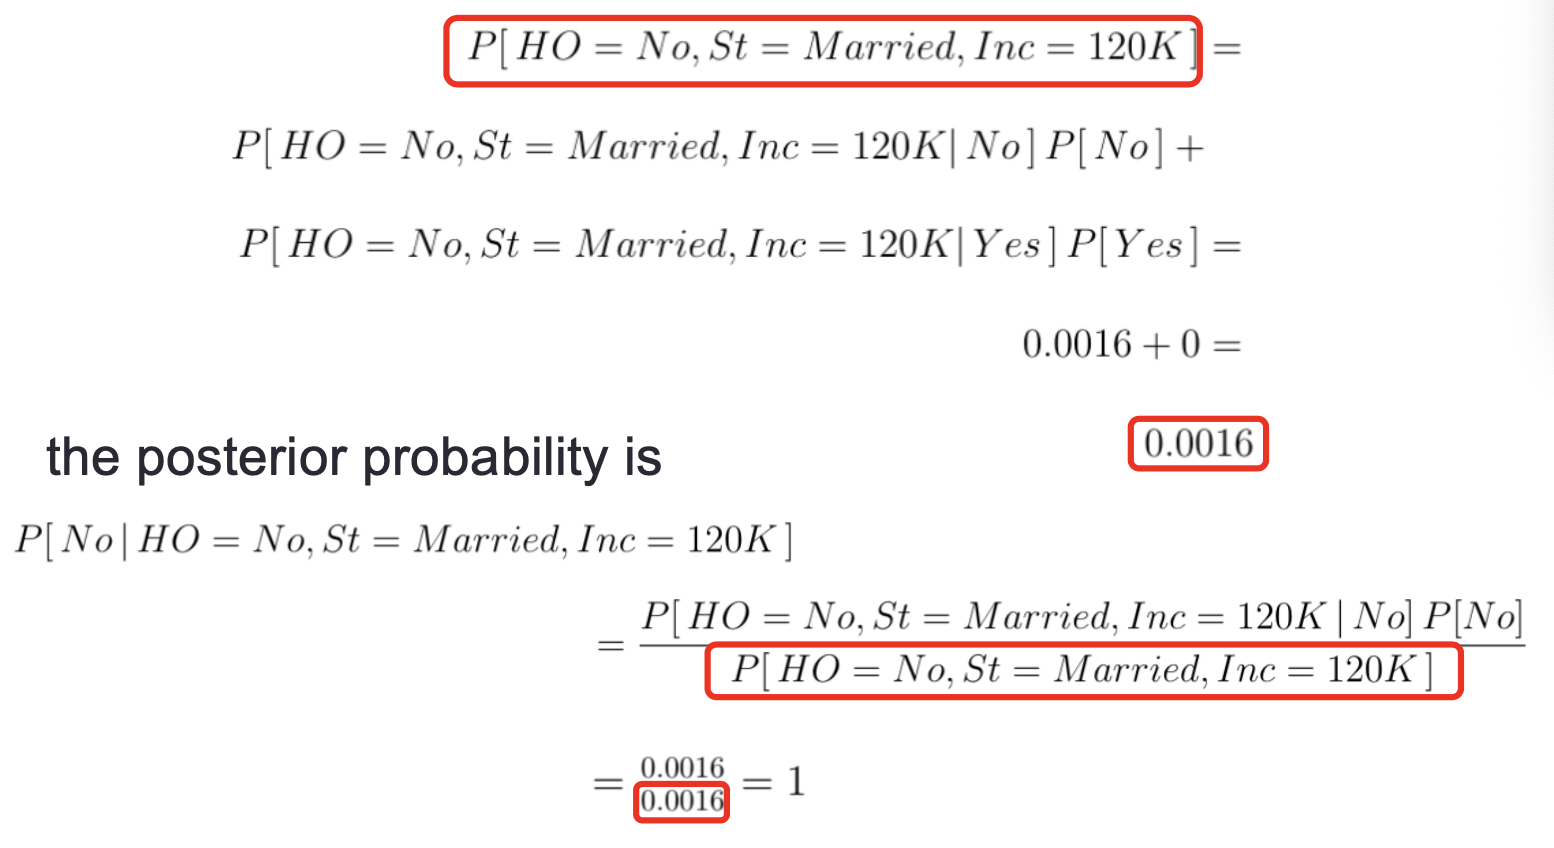 P[ HO = No, St = Married, Inc = 120K ] =
P[ HO = No, St = Married, Inc = 120K| No ] P[ No ] +
P[ HO = No, St = Married, Inc = 120K| Yes ] P[ Yes ] =
0.0016 + 0 =
0.0016
the posterior probability is
P[ No | HO = No, St = Married, Inc = 120K ]
= P[ HO = No, St = Married, Inc = 120K | No] P[No]
P[ HO = No, St = Married, Inc = 120K ]
= 0.0016
0.0016 = 1